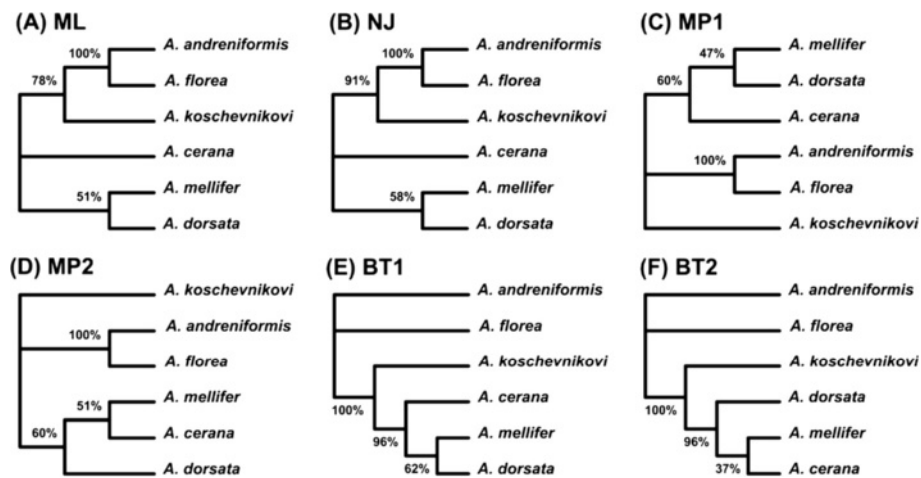 (A) ML
100%
A. andreniformis
78%
A. florea
A. koschevnikovi
A. cerana
51%
A. mellifer
A. dorsata
(B) NJ
100%
A. andreniformis
91%
A. florea
A. koschevnikovi
A. cerana
58%
A. mellifer
A. dorsata
(C) MP1
47%
A. mellifer
60%
A. dorsata
A. cerana
100%
A. andreniformis
A. florea
A. koschevnikovi
(D) MP2
A. koschevnikovi
100%
A. andreniformis
A. florea
51%
A. mellifer
60%
A. cerana
A. dorsata
(E) BT1
A. andreniformis
A. florea
A. koschevnikovi
100%
A. cerana
96%
A. mellifer
62%
A. dorsata
(F) BT2
A. andreniformis
A. florea
A. koschevnikovi
100%
A. dorsata
96%
A. mellifer
37%
A. cerana